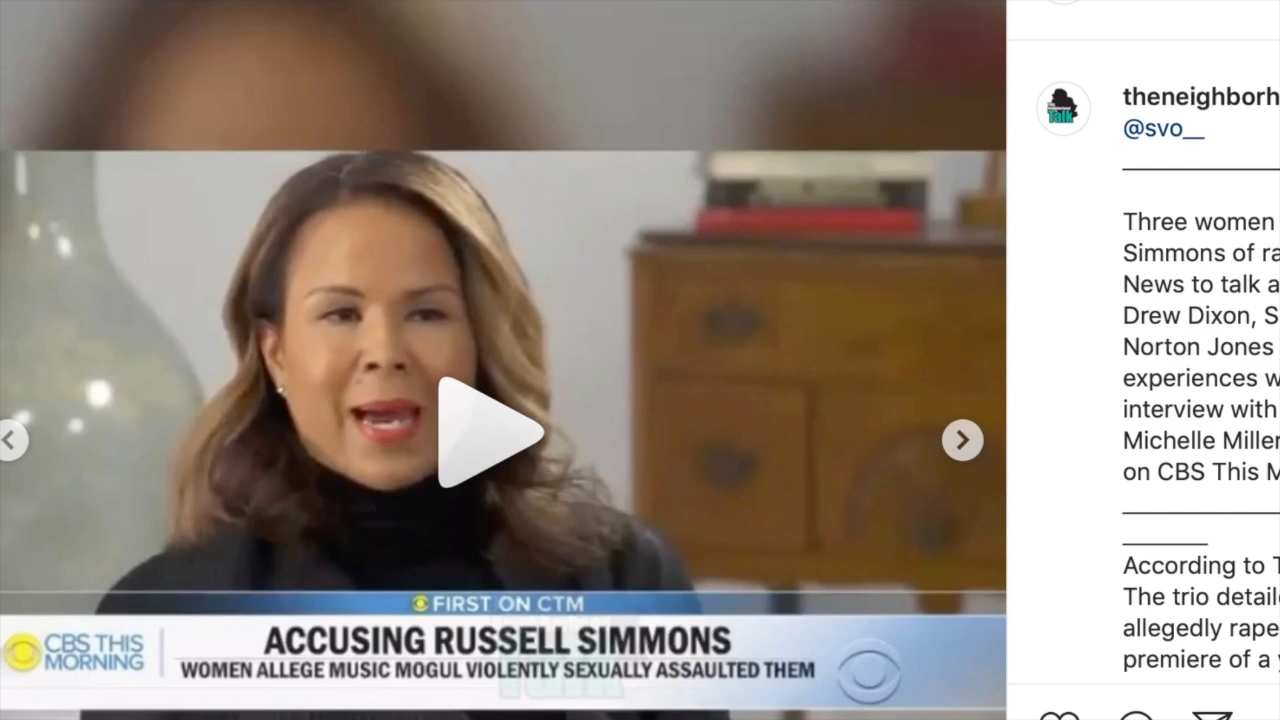 FIRST ON CTM
CBS THIS MORNING
ACCUSING RUSSELL SIMMONS
WOMEN ALLEGE MUSIC MOGUL VIOLENTLY SEXUALLY ASSAULTED THEM
theneighborh
@svo__
Three women
Simmons of ra
News to talk a
Drew Dixon, S
Norton Jones
experiences w
interview with
Michelle Miller
on CBS This M
According to T
The trio detail
allegedly rape
premiere of a y
Talk